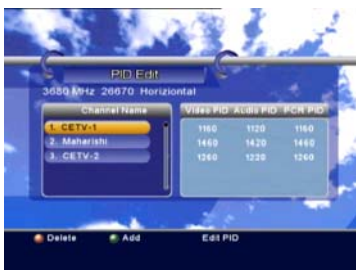 PID Edit
3680 MHz 26670 Horiziontal
Channel Name Video PID Audio PID PCR PID
1. CETV-1 1160 1120 1160
2. Maharishi 1460 1420 1460
3. CETV-2 1260 1220 1260
Delete Add Edit PID